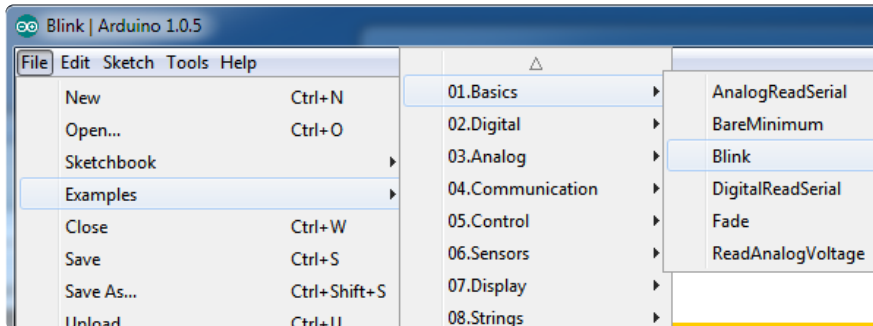 Blink | Arduino 1.0.5
File Edit Sketch Tools Help
New Ctrl+N
Open... Ctrl+O
Sketchbook
Examples
Close Ctrl+W
Save Ctrl+S
Save As... Ctrl+Shift+S
Upload Ctrl+U
01.Basics
02.Digital
03.Analog
04.Communication
05.Control
06.Sensors
07.Display
08.Strings
AnalogReadSerial
BareMinimum
Blink
DigitalReadSerial
Fade
ReadAnalogVoltage